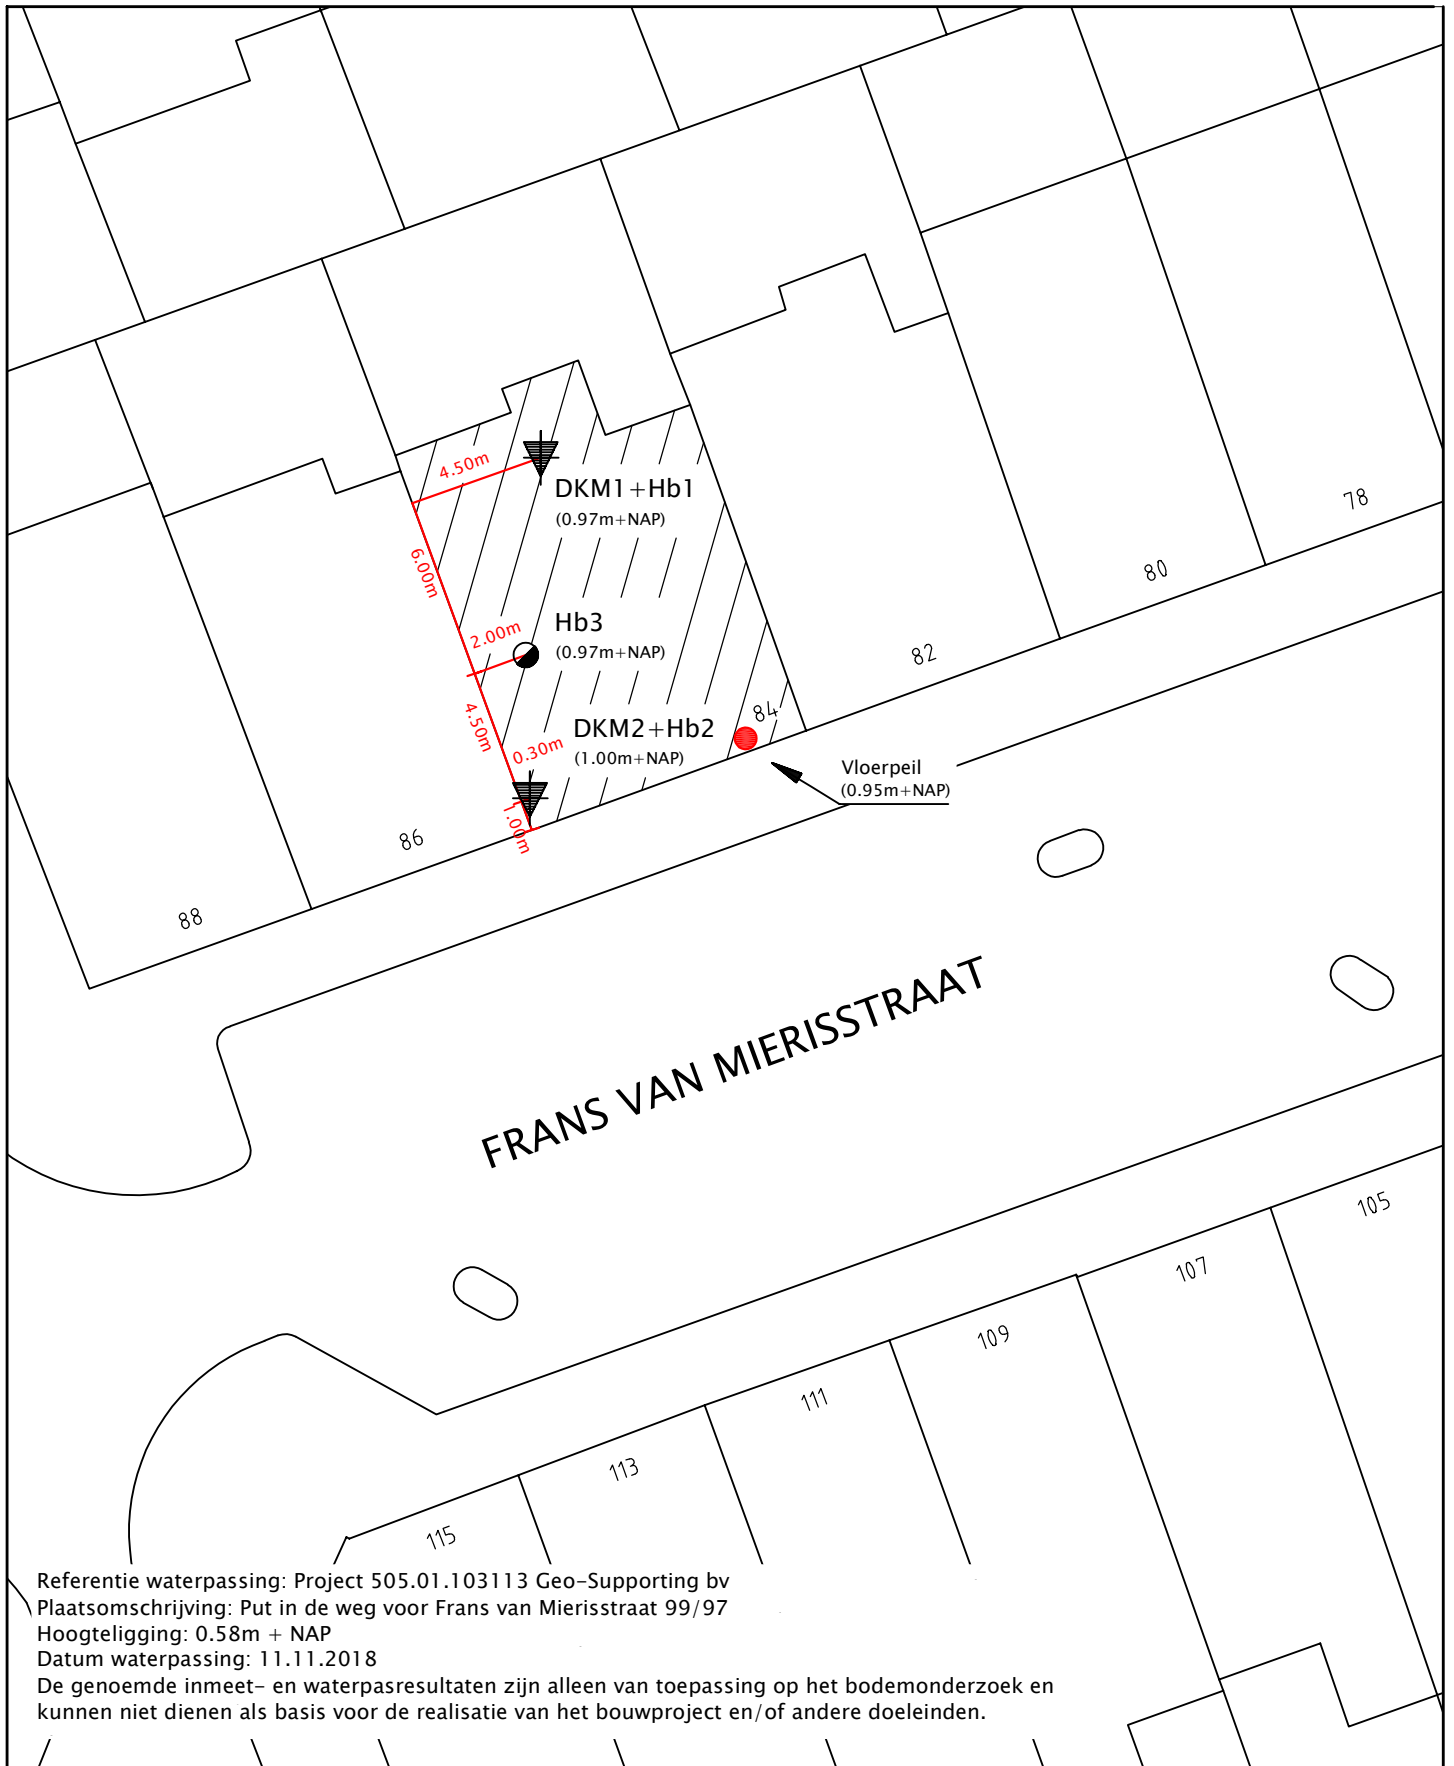 4.50m
DKM1+Hb1
(0.97m+NAP)
78
6.00m
80
Hb3
2.00m
(0.97m+NAP)
82
84
4.50m
DKM2+Hb2
0.30m
(1.00m+NAP)
Vloerpeil
(0.95m+NAP)
1.00m
86
88
FRANS VAN MIERISSTRAAT
105
107
109
111
113
115
Referentie waterpassing: Project 505.01.103113 Geo-Supporting bv
Plaatsomschrijving: Put in de weg voor Frans van Mierisstraat 99/97
Hoogteligging: 0.58m + NAP
Datum waterpassing: 11.11.2018
De genoemde inmeet- en waterpasresultaten zijn alleen van toepassing op het bodemonderzoek en
kunnen niet dienen als basis voor de realisatie van het bouwproject en/of andere doeleinden.